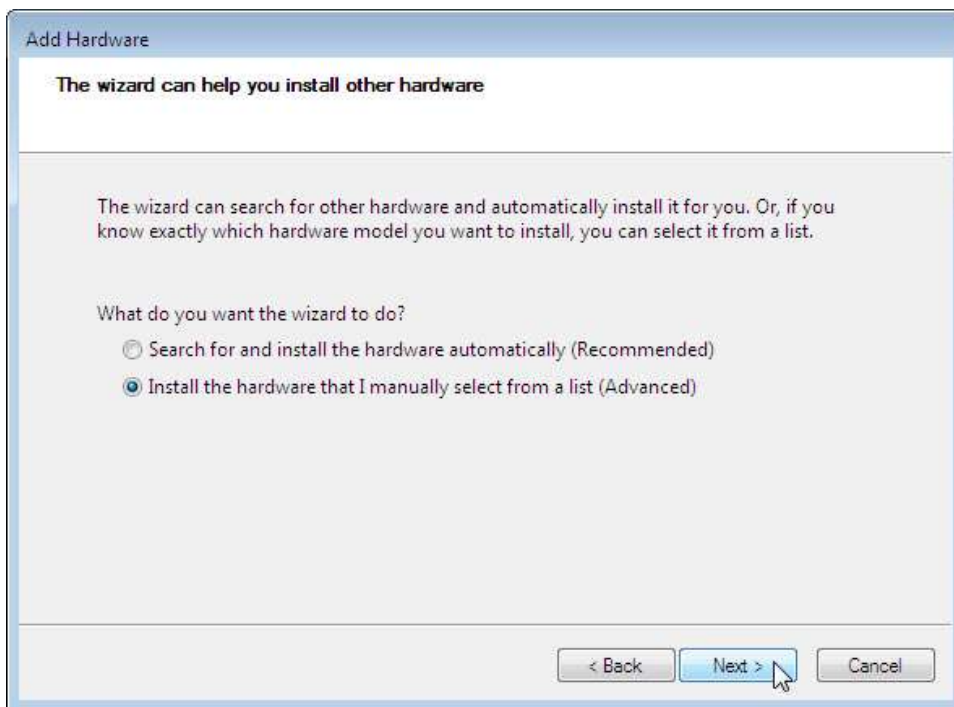 Add Hardware
The wizard can help you install other hardware
The wizard can search for other hardware and automatically install it for you. Or, if you
know exactly which hardware model you want to install, you can select it from a list.
What do you want the wizard to do?
Search for and install the hardware automatically (Recommended)
Install the hardware that I manually select from a list (Advanced)
< Back Next > Cancel